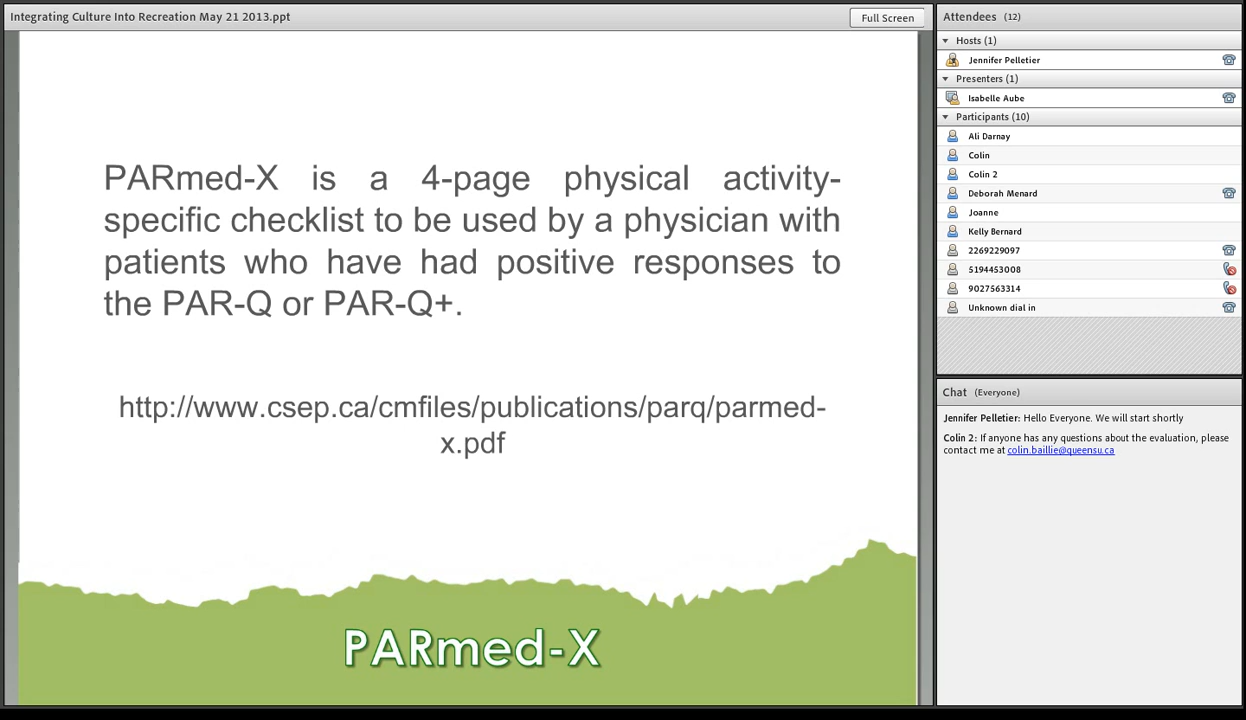 Integrating Culture Into Recreation May 21 2013.ppt
Full Screen
PARmed-X is a 4-page physical activity-
specific checklist to be used by a physician with
patients who have had positive responses to
the PAR-Q or PAR-Q+.
http://www.csep.ca/cmfiles/publications/parq/parmed-
x.pdf
PARmed-X
Attendees (12)
Hosts (1)
Jennifer Pelletier
Presenters (1)
Isabelle Aube
Participants (10)
Ali Darnay
Colin
Colin 2
Deborah Menard
Joanne
Kelly Bernard
2269229097
5194453008
9027563314
Unknown dial in
Chat (Everyone)
Jennifer Pelletier: Hello Everyone. We will start shortly
Colin 2: If anyone has any questions about the evaluation, please
contact me at colin.baillie@queensu.ca